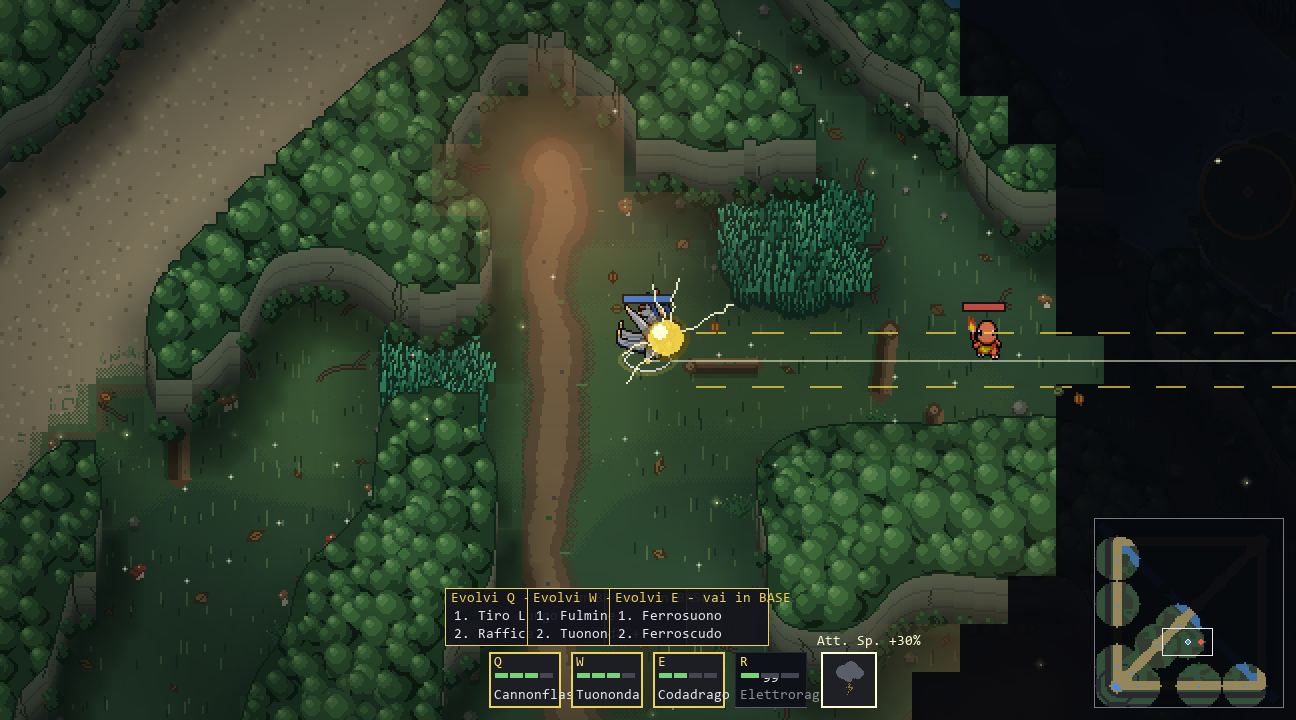 Evolvi Q -
Evolvi W
Evolvi E - vai in BASE
1. Tiro L
1. Fulmin
1. Ferrosuono
2. Raffic
2. Tuonon
2. Ferroscudo
Att. Sp. +30%
Q
W
E
R
99
Cannonflas
Tuononda
Codadrago
Elettrorag